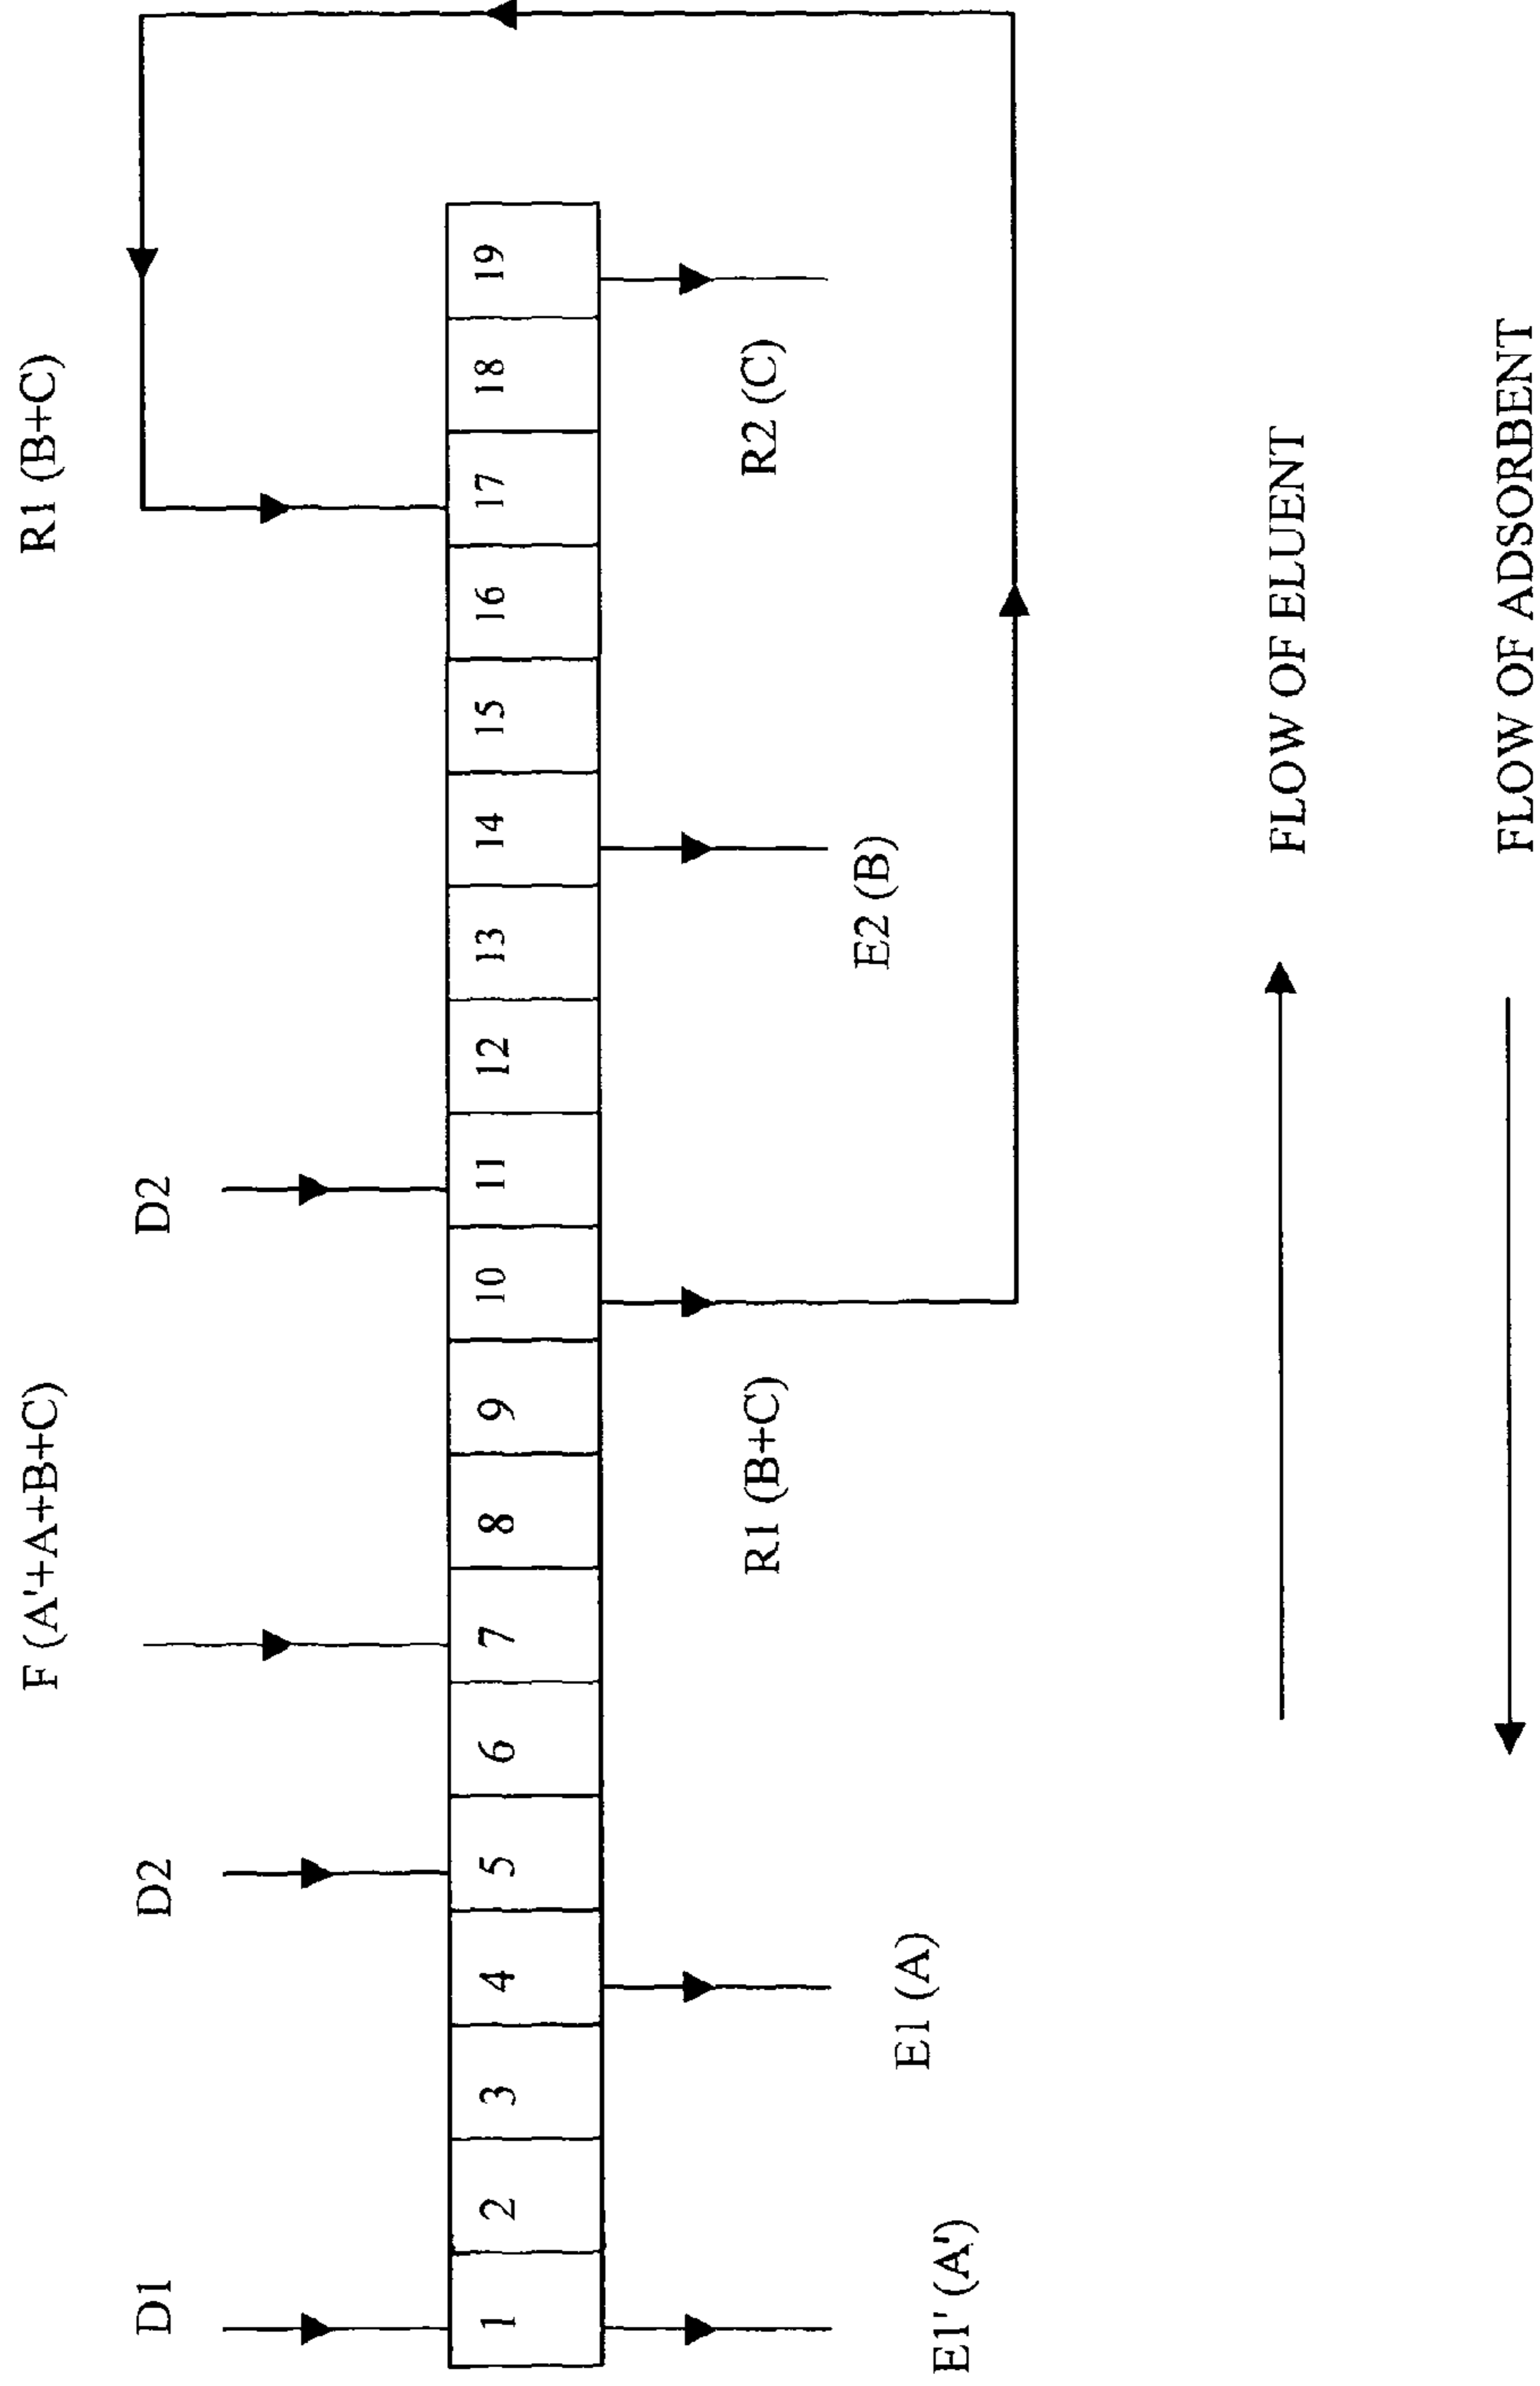 F (A'+A+B+C)
R1 (B+C)
D1
D2
D2
1 2 3 4 5 6 7 8 9 10 11 12 13 14 15 16 17 18 19
R1 (B+C)
R2 (C)
E2 (B)
E1 (A)
E1' (A')
FLOW OF ELUENT
FLOW OF ADSORBENT